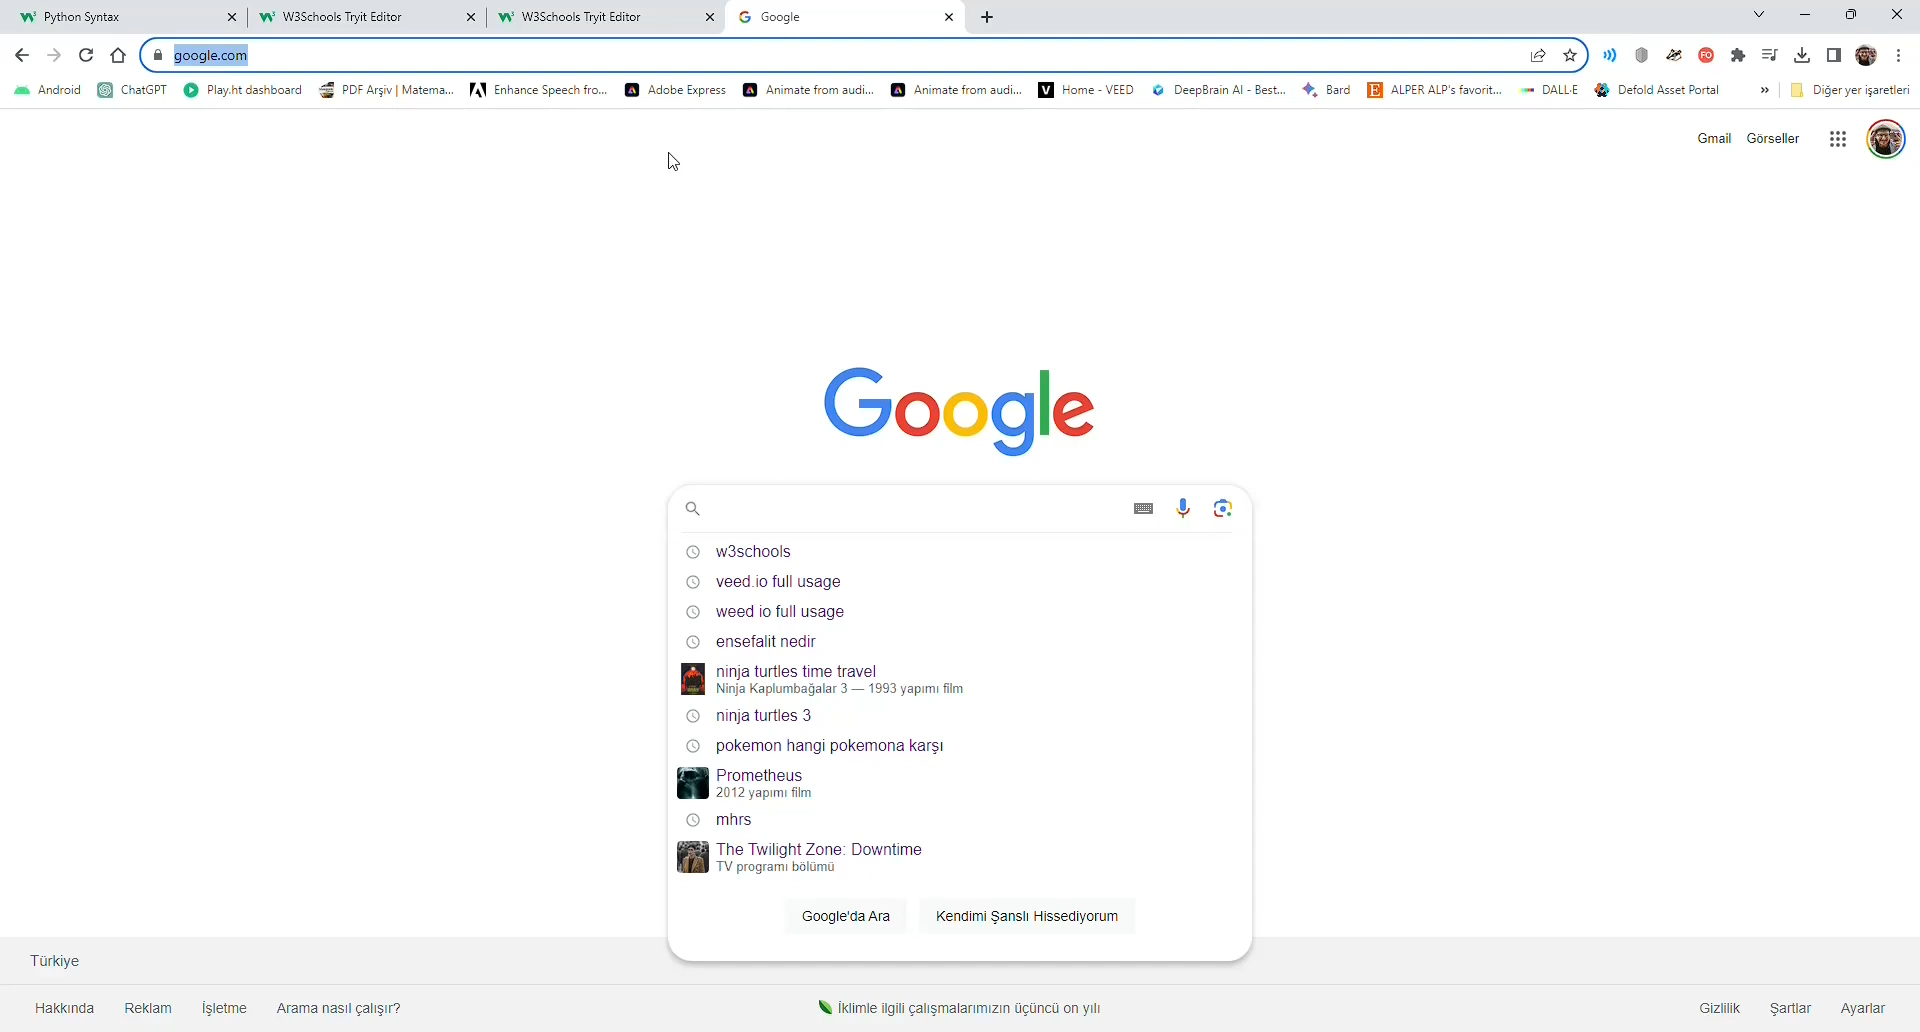 Python Syntax
W3Schools Tryit Editor
W3Schools Tryit Editor
Google
google.com
Android
ChatGPT
Play.ht dashboard
PDF Arşiv | Matema...
Enhance Speech fro...
Adobe Express
Animate from audi...
Animate from audi...
Home - VEED
DeepBrain AI - Best...
Bard
ALPER ALP's favorit...
DALL·E
Defold Asset Portal
»
Diğer yer işaretleri
Gmail
Görseller
Google
w3schools
veed.io full usage
weed io full usage
ensefalit nedir
ninja turtles time travel
Ninja Kaplumbağalar 3 — 1993 yapımı film
ninja turtles 3
pokemon hangi pokemona karşı
Prometheus
2012 yapımı film
mhrs
The Twilight Zone: Downtime
TV programı bölümü
Google'da Ara
Kendimi Şanslı Hissediyorum
Türkiye
Hakkında
Reklam
İşletme
Arama nasıl çalışır?
İklimle ilgili çalışmalarımızın üçüncü on yılı
Gizlilik
Şartlar
Ayarlar